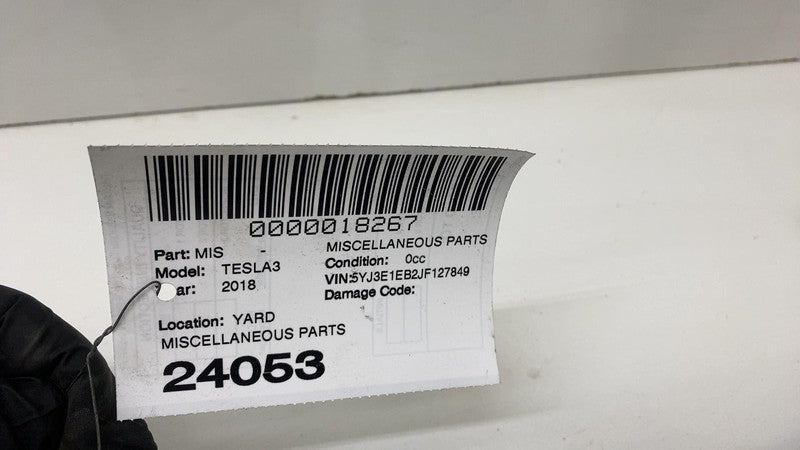 0000018267
Part: MIS - MISCELLANEOUS PARTS
Model: TESLA3 Condition: 0cc
ar: 2018 VIN:5YJ3E1EB2JF127849
Damage Code:
Location: YARD
MISCELLANEOUS PARTS
24053